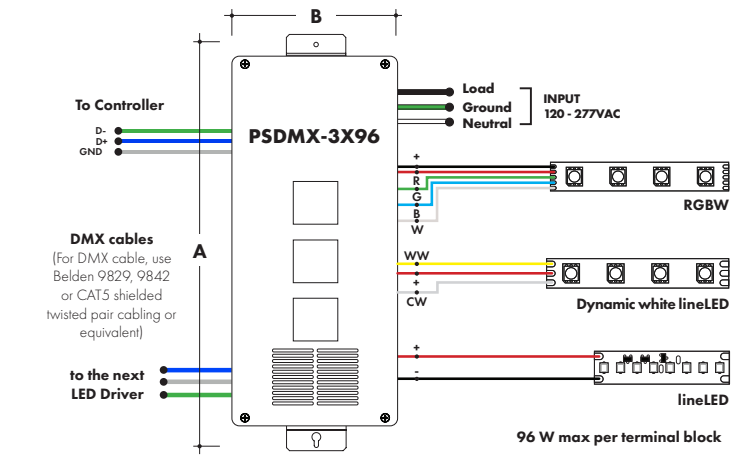 B
To Controller
D-
D+
GND
PSDMX-3X96
Load
Ground
Neutral
INPUT
120 - 277VAC
+
R
G
B
W
RGBW
DMX cables
(For DMX cable, use
Belden 9829, 9842
or CAT5 shielded
twisted pair cabling or
equivalent)
A
WW
+
CW
Dynamic white lineLED
to the next
LED Driver
+
-
lineLED
96 W max per terminal block